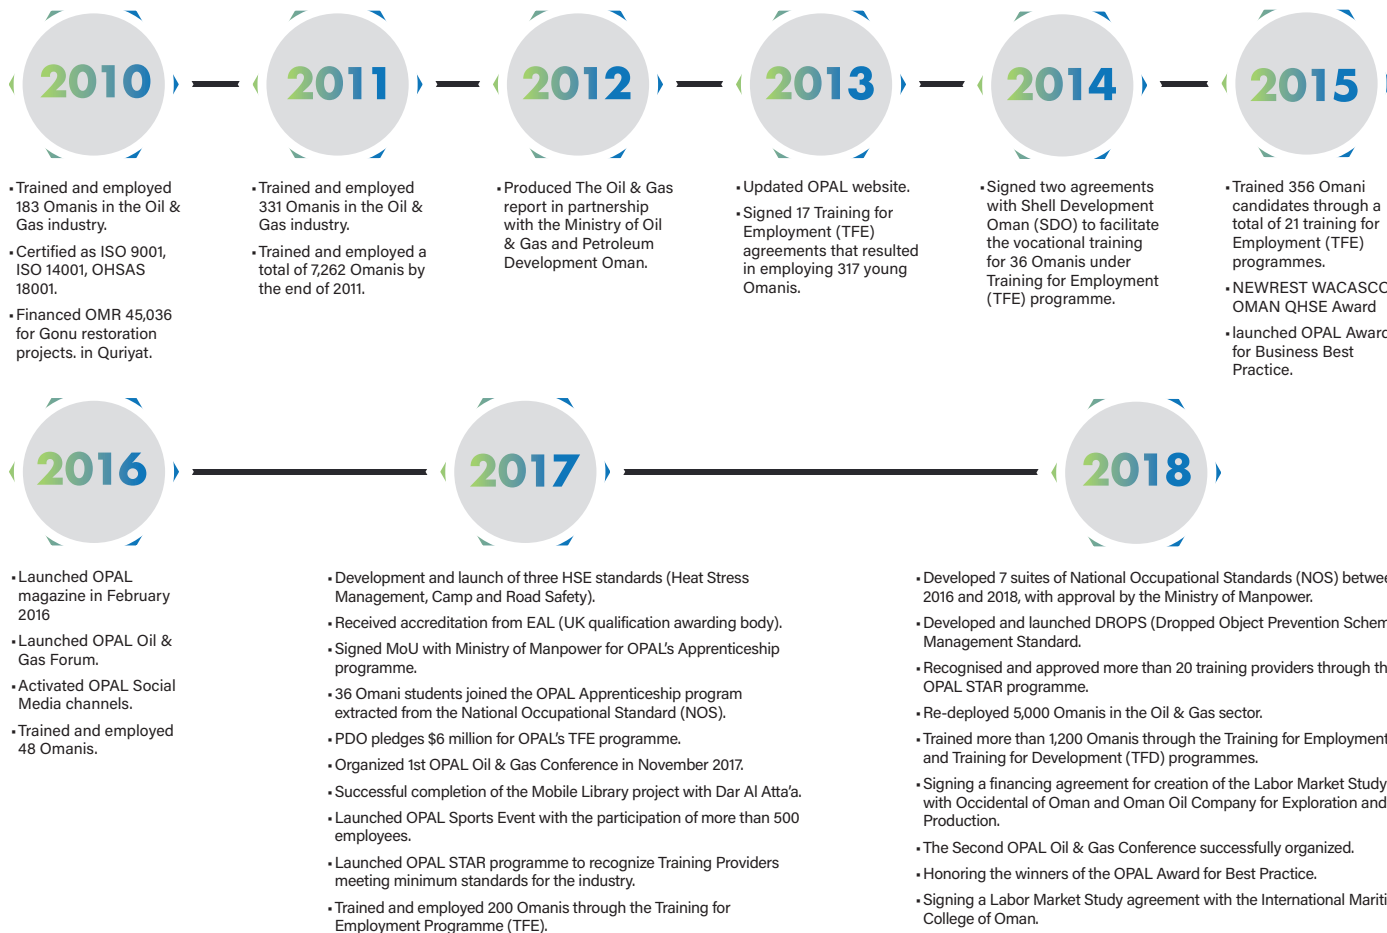 2010
2011
2012
2013
2014
2015
▪ Trained and employed
183 Omanis in the Oil &
Gas industry.
▪ Certified as ISO 9001,
ISO 14001, OHSAS
18001.
▪ Financed OMR 45,036
for Gonu restoration
projects. in Quriyat.
▪ Trained and employed
331 Omanis in the Oil &
Gas industry.
▪ Trained and employed a
total of 7,262 Omanis by
the end of 2011.
▪ Produced The Oil & Gas
report in partnership
with the Ministry of Oil
& Gas and Petroleum
Development Oman.
▪ Updated OPAL website.
▪ Signed 17 Training for
Employment (TFE)
agreements that resulted
in employing 317 young
Omanis.
▪ Signed two agreements
with Shell Development
Oman (SDO) to facilitate
the vocational training
for 36 Omanis under
Training for Employment
(TFE) programme.
▪ Trained 356 Omani
candidates through a
total of 21 training for
Employment (TFE)
programmes.
▪ NEWREST WACASCO
OMAN QHSE Award
▪ launched OPAL Award
for Business Best
Practice.
2016
2017
2018
▪ Launched OPAL
magazine in February
2016
▪ Launched OPAL Oil &
Gas Forum.
▪ Activated OPAL Social
Media channels.
▪ Trained and employed
48 Omanis.
▪ Development and launch of three HSE standards (Heat Stress
Management, Camp and Road Safety).
▪ Received accreditation from EAL (UK qualification awarding body).
▪ Signed MoU with Ministry of Manpower for OPAL’s Apprenticeship
programme.
▪ 36 Omani students joined the OPAL Apprenticeship program
extracted from the National Occupational Standard (NOS).
▪ PDO pledges $6 million for OPAL’s TFE programme.
▪ Organized 1st OPAL Oil & Gas Conference in November 2017.
▪ Successful completion of the Mobile Library project with Dar Al Atta’a.
▪ Launched OPAL Sports Event with the participation of more than 500
employees.
▪ Launched OPAL STAR programme to recognize Training Providers
meeting minimum standards for the industry.
▪ Trained and employed 200 Omanis through the Training for
Employment Programme (TFE).
▪ Developed 7 suites of National Occupational Standards (NOS)
2016 and 2018, with approval by the Ministry of Manpower.
▪ Developed and launched DROPS (Dropped Object Prevention
Management Standard.
▪ Recognised and approved more than 20 training providers through
OPAL STAR programme.
▪ Re-deployed 5,000 Omanis in the Oil & Gas sector.
▪ Trained more than 1,200 Omanis through the Training for Employment
and Training for Development (TFD) programmes.
▪ Signing a financing agreement for creation of the Labor Market Study
with Occidental of Oman and Oman Oil Company for Exploration and
Production.
▪ The Second OPAL Oil & Gas Conference successfully organized.
▪ Honoring the winners of the OPAL Award for Best Practice.
▪ Signing a Labor Market Study agreement with the International
College of Oman.